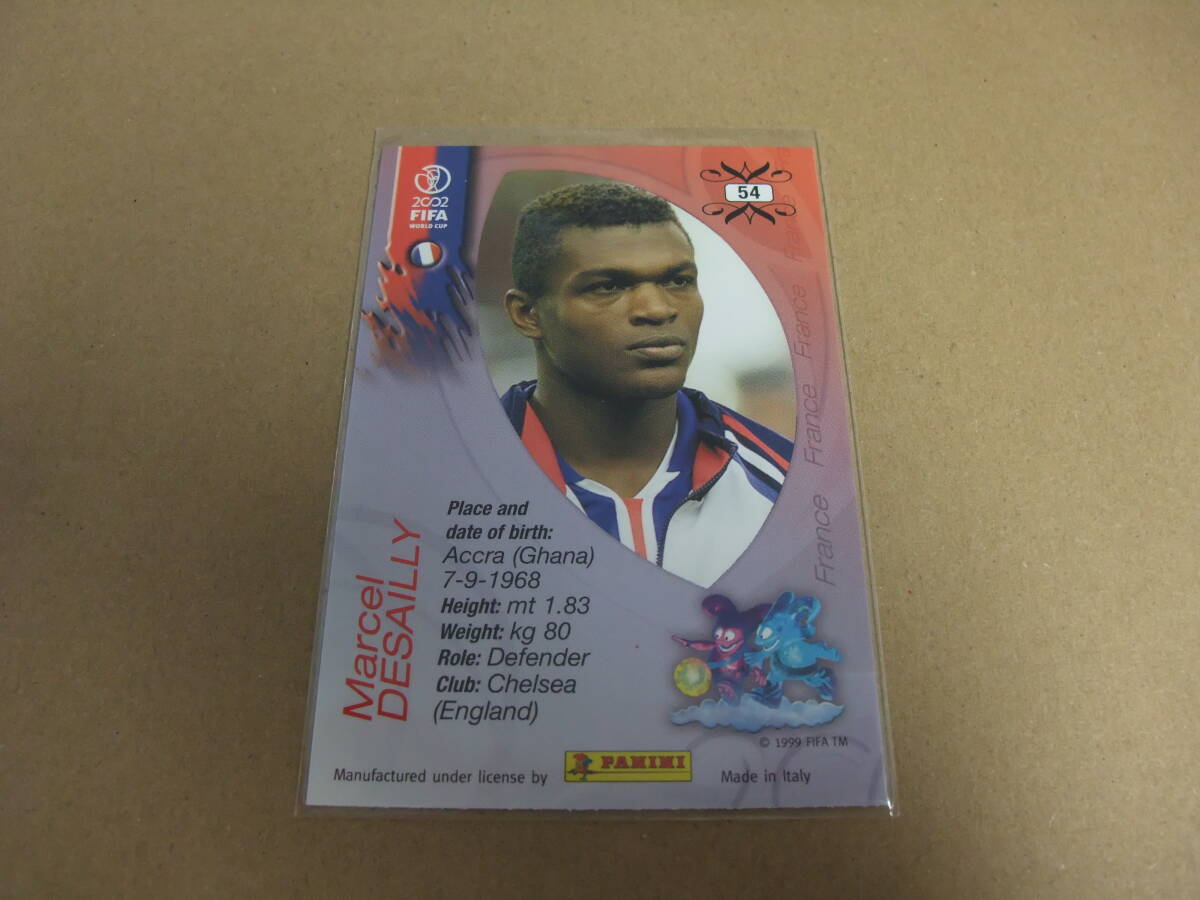 2002
FIFA
WORLD CUP
54
France France France France
Marcel
DESAILLY
Place and
date of birth:
Accra (Ghana)
7-9-1968
Height: mt 1.83
Weight: kg 80
Role: Defender
Club: Chelsea
(England)
© 1999 FIFA TM
Manufactured under license by
PANINI
Made in Italy